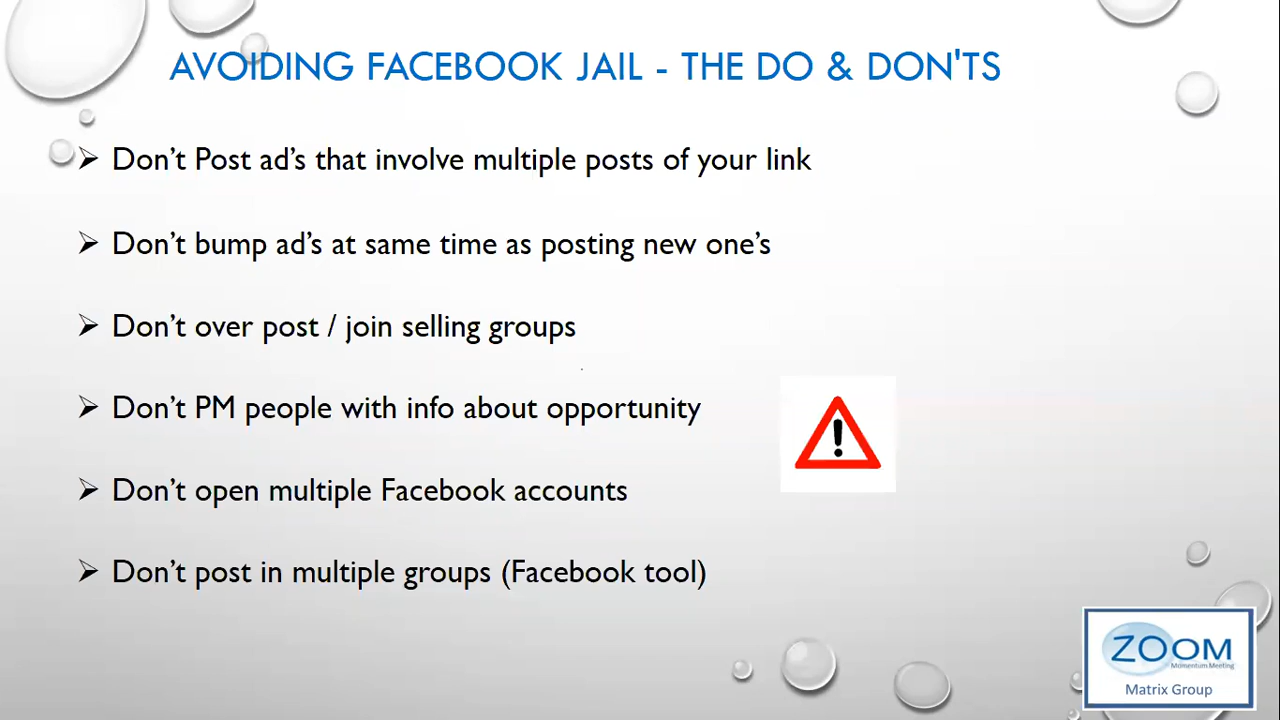 AVOIDING FACEBOOK JAIL - THE DO & DON'TS
Don’t Post ad’s that involve multiple posts of your link
Don’t bump ad’s at same time as posting new one’s
Don’t over post / join selling groups
Don’t PM people with info about opportunity
Don’t open multiple Facebook accounts
Don’t post in multiple groups (Facebook tool)
ZOOM
Momentum Meeting
Matrix Group